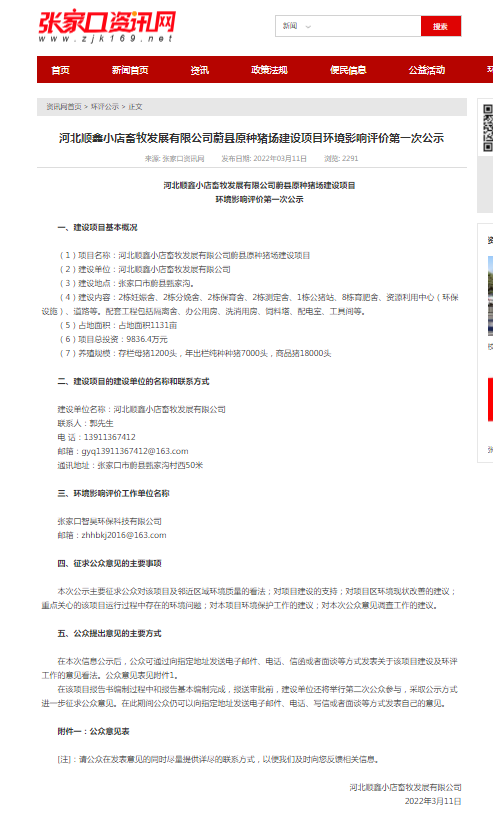 张家口资讯网
www.zjk169.net
新闻
搜索
首页 新闻首页 资讯 政策法规 便民信息 公益活动
资讯网首页 > 环评公示 > 正文
河北顺鑫小店畜牧发展有限公司蔚县原种猪场建设项目环境影响评价第一次公示
来源: 张家口资讯网 发布日期: 2022年03月11日 浏览: 2291
河北顺鑫小店畜牧发展有限公司蔚县原种猪场建设项目
环境影响评价第一次公示
一、建设项目基本概况
（1）项目名称：河北顺鑫小店畜牧发展有限公司蔚县原种猪场建设项目
（2）建设单位：河北顺鑫小店畜牧发展有限公司
（3）建设地点：张家口市蔚县甄家沟。
（4）建设内容：2栋妊娠舍、2栋分娩舍、2栋保育舍、2栋测定舍、1栋公猪站、8栋育肥舍、资源利用中心（环保
设施）、道路等。配套工程包括隔离舍、办公用房、洗消用房、饲料塔、配电室、工具间等。
（5）占地面积：占地面积1131亩
（6）项目总投资：9836.4万元
（7）养殖规模：存栏母猪1200头，年出栏纯种种猪7000头，商品猪18000头
二、建设项目的建设单位的名称和联系方式
建设单位名称：河北顺鑫小店畜牧发展有限公司
联系人：郭先生
电 话：13911367412
邮箱：gyq13911367412@163.com
通讯地址：张家口市蔚县甄家沟村西50米
三、环境影响评价工作单位名称
张家口智昊环保科技有限公司
邮箱：zhhbkj2016@163.com
四、征求公众意见的主要事项
本次公示主要征求公众对该项目及邻近区域环境质量的看法；对项目建设的支持；对项目区环境现状改善的建议；
重点关心的该项目运行过程中存在的环境问题；对本项目环境保护工作的建议；对本次公众意见调查工作的建议。
五、公众提出意见的主要方式
在本次信息公示后，公众可通过向指定地址发送电子邮件、电话、信函或者面谈等方式发表关于该项目建设及环评
工作的意见看法。公众意见表见附件1。
在该项目报告书编制过程中和报告基本编制完成，报送审批前，建设单位还将举行第二次公众参与，采取公示方式
进一步征求公众意见。在此期间公众仍可以向指定地址发送电子邮件、电话、写信或者面谈等方式发表自己的意见。
附件一：公众意见表
[注]：请公众在发表意见的同时尽量提供详尽的联系方式，以便我们及时向您反馈相关信息。
河北顺鑫小店畜牧发展有限公司
2022年3月11日